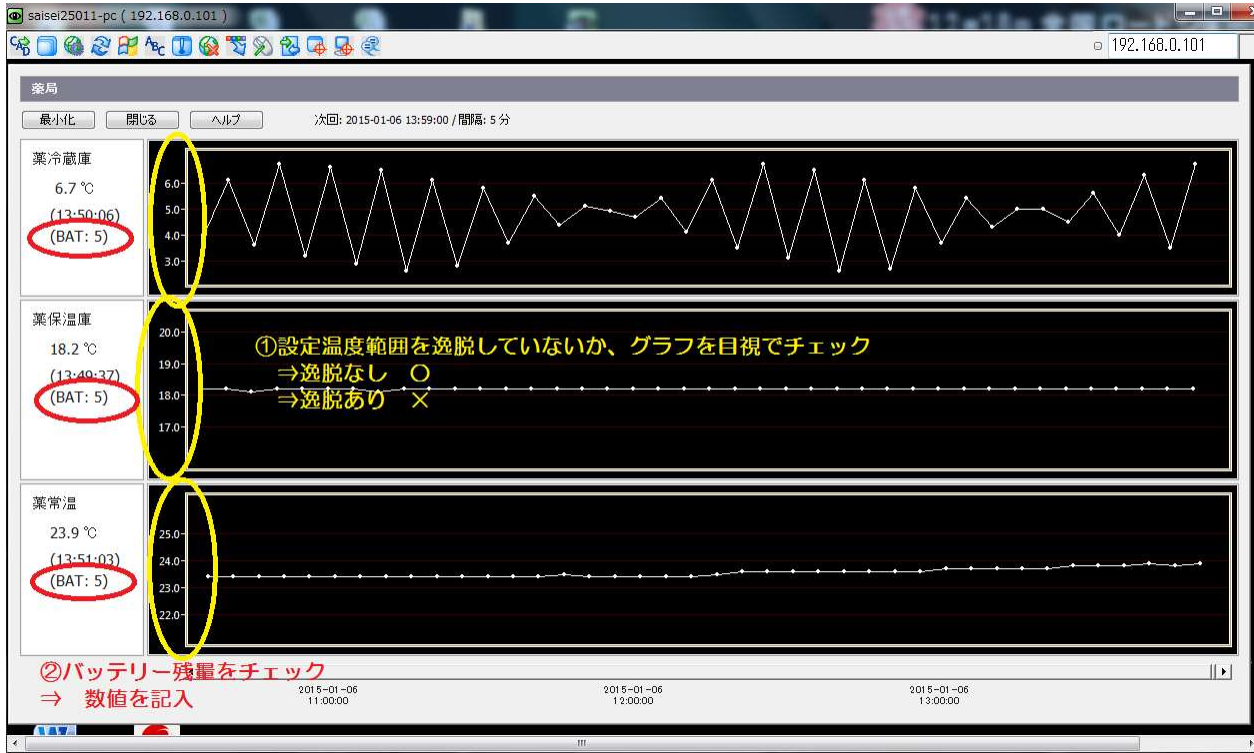 saisei25011-pc ( 192.168.0.101 )
192.168.0.101
薬局
最小化 閉じる ヘルプ 次回: 2015-01-06 13:59:00 / 間隔: 5 分
薬冷蔵庫
6.7 ℃
(13:50:06)
(BAT: 5)
6.0
5.0
4.0
3.0
薬保温庫
18.2 ℃
(13:49:37)
(BAT: 5)
20.0
19.0
18.0
17.0
①設定温度範囲を逸脱していないか、グラフを目視でチェック
⇒逸脱なし ○
⇒逸脱あり ×
薬常温
23.9 ℃
(13:51:03)
(BAT: 5)
25.0
24.0
23.0
22.0
②バッテリー残量をチェック
⇒ 数値を記入
2015-01-06 2015-01-06 2015-01-06
11:00:00 12:00:00 13:00:00